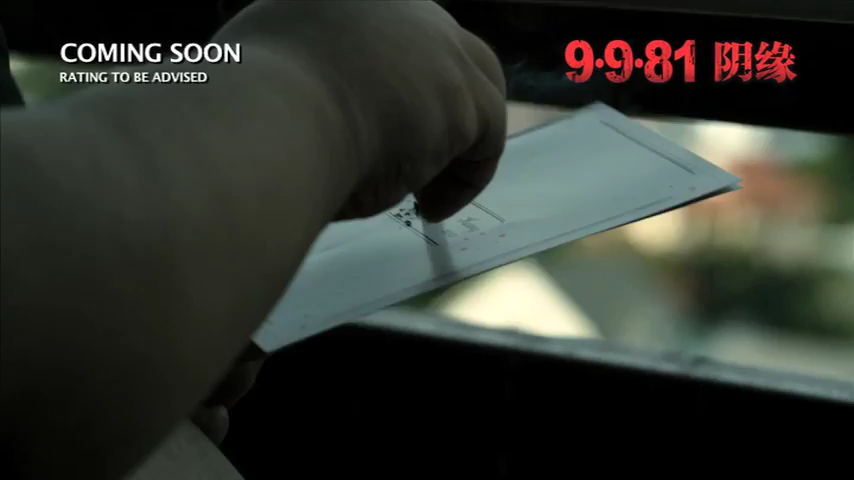 COMING SOON
RATING TO BE ADVISED
9·9·81 阴缘